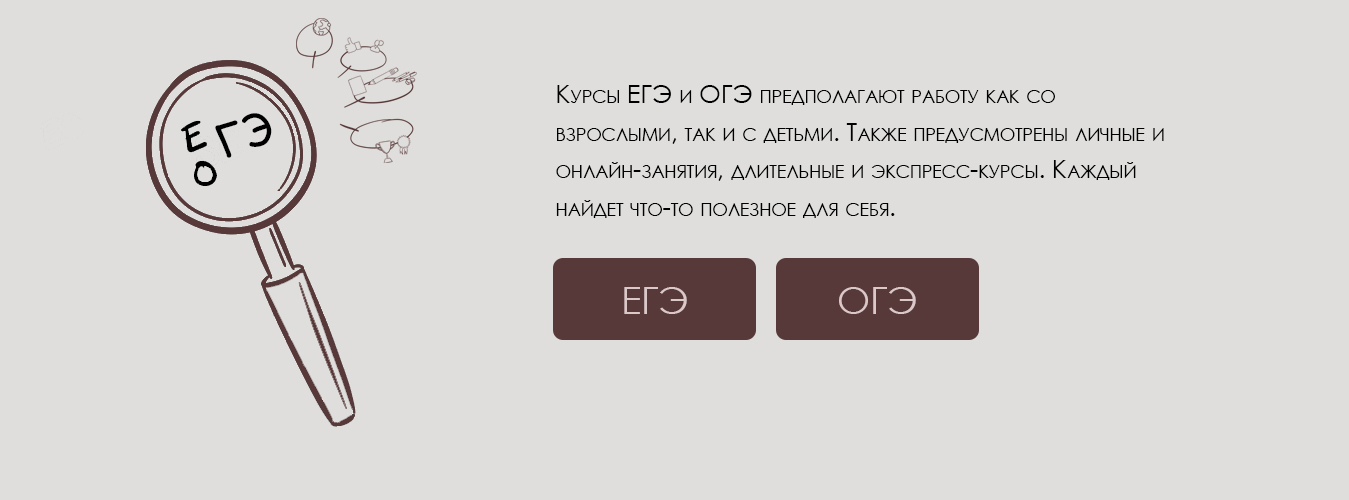 ЕГЭ
О
Курсы ЕГЭ и ОГЭ предполагают работу как со
взрослыми, так и с детьми. Также предусмотрены личные и
онлайн-занятия, длительные и экспресс-курсы. Каждый
найдет что-то полезное для себя.
ЕГЭ ОГЭ